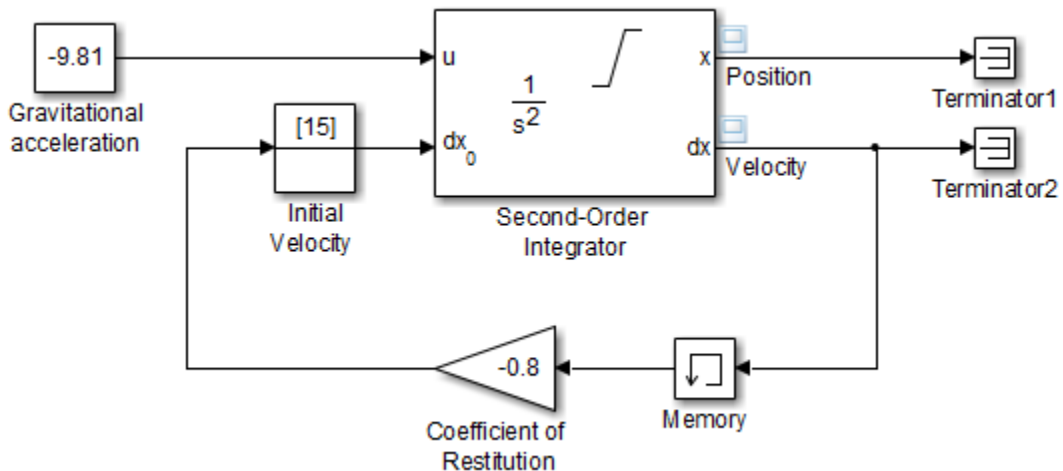 -9.81
Gravitational
acceleration
[15]
Initial
Velocity
u
dx0
1
s2
x
dx
Second-Order
Integrator
Position
Velocity
Terminator1
Terminator2
-0.8
Coefficient of
Restitution
Memory